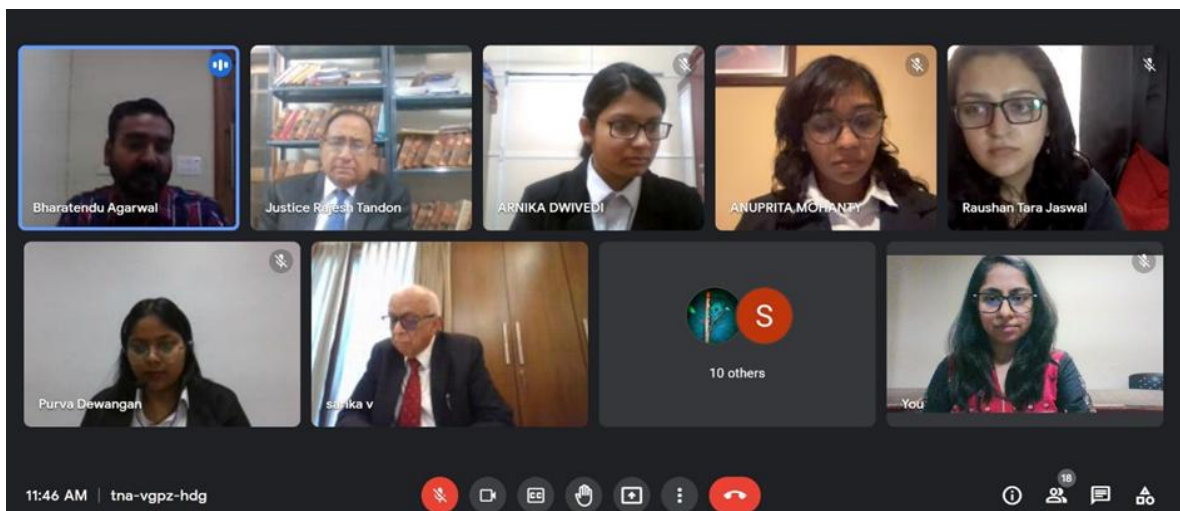 Bharatendu Agarwal
Justice Rajesh Tandon
ARNIKA DWIVEDI
ANUPRITA MOHANTY
Raushan Tara Jaswal
Purva Dewangan
sarika v
S
10 others
You
11:46 AM | tna-vgpz-hdg
CC
18